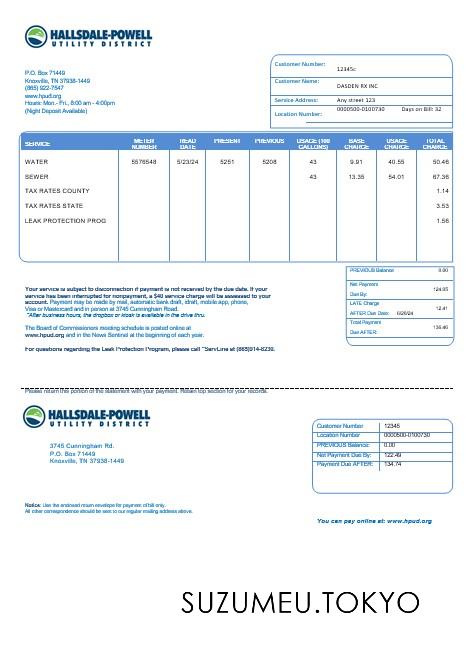 HALLSDALE-POWELL
UTILITY DISTRICT
P.O. Box 71449
Knoxville, TN 37938-1449
(865) 922-7547
www.hpud.org
Hours: Mon.- Fri., 8:00 am - 4:00pm
(Night Deposit Available)
Customer Number: 12345c
Customer Name: DASDEN RX INC
Service Address: Any street 123
Location Number: 0000500-0100730 Days on Bill: 32
SERVICE METER NUMBER READ DATE PRESENT PREVIOUS USAGE (100 GALLONS) BASE CHARGE USAGE CHARGE TOTAL CHARGE
WATER 5576548 5/23/24 5251 5208 43 9.91 40.55 50.46
SEWER 43 13.35 54.01 67.36
TAX RATES COUNTY 1.14
TAX RATES STATE 3.53
LEAK PROTECTION PROG 1.56
PREVIOUS Balance 0.00
Net Payment Due By: 124.05
LATE Charge AFTER Due Date: 6/26/24 12.41
Total Payment Due AFTER: 136.46
Your service is subject to disconnection if payment is not received by the due date. If your
service has been interrupted for nonpayment, a $40 service charge will be assessed to your
account. Payment may be made by mail, automatic bank draft, idraft, mobile app, phone,
Visa or Mastercard and in person at 3745 Cunningham Road.
*After business hours, the dropbox or kiosk is available in the drive thru.
The Board of Commissioners meeting schedule is posted online at
www.hpud.org and in the News Sentinel at the beginning of each year.
For questions regarding the Leak Protection Program, please call "ServLine at (865)914-8230.
Please return this portion of the statement with your payment. Retain top section for your records.
HALLSDALE-POWELL
UTILITY DISTRICT
3745 Cunningham Rd.
P.O. Box 71449
Knoxville, TN 37938-1449
Customer Number 12345
Location Number 0000500-0100730
PREVIOUS Balance: 0.00
Net Payment Due By: 122.49
Payment Due AFTER: 134.74
Notice: Use the enclosed return envelope for payment of bill only.
All other correspondence should be sent to our regular mailing address above.
You can pay online at: www.hpud.org
SUZUMEU.TOKYO